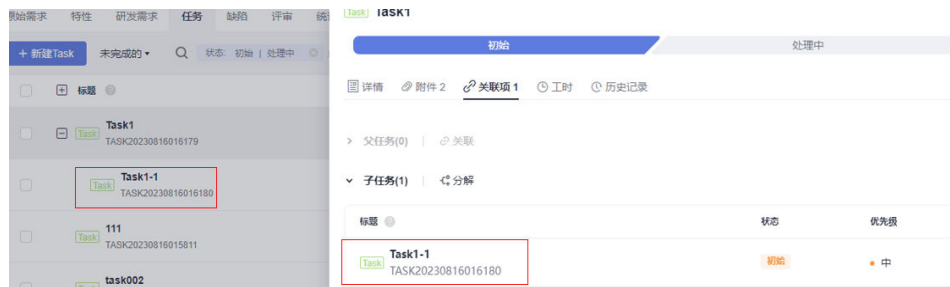 原始需求 特性 研发需求 任务 缺陷 评审
+ 新建Task 未完成的 状态: 初始 | 处理中
标题
Task Task1
TASK20230816016179
Task Task1-1
TASK20230816016180
Task 111
TASK20230816015811
Task task002
Task Task1
初始 处理中
详情 附件 2 关联项 1 工时 历史记录
父任务(0) | 关联
子任务(1) | 分解
标题 状态 优先级
Task Task1-1 初始 中
TASK20230816016180